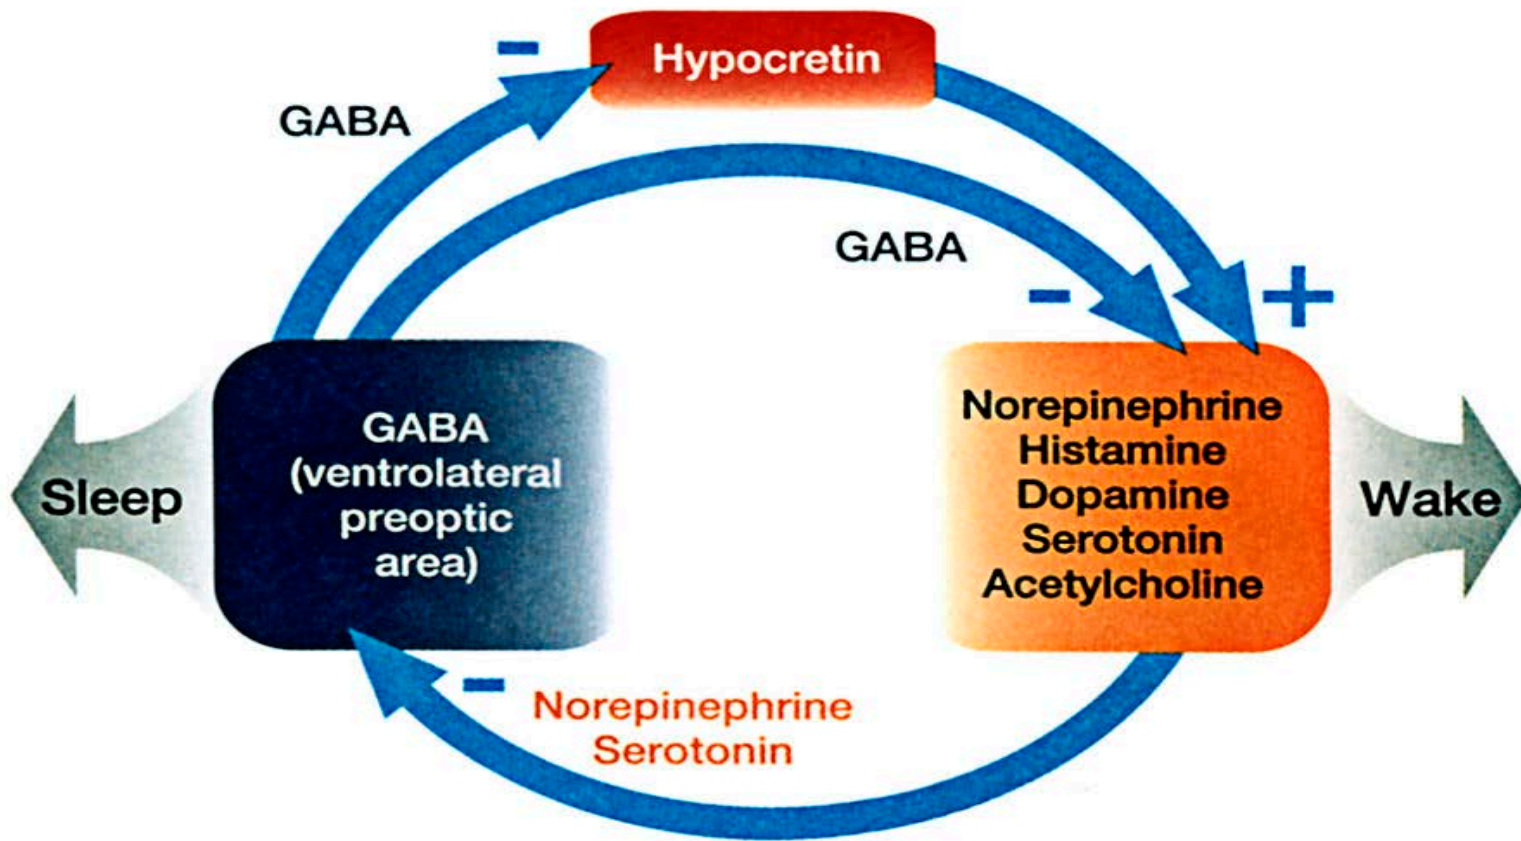 -
Hypocretin
GABA
GABA
-
+
Sleep
GABA
(ventrolateral
preoptic
area)
Norepinephrine
Histamine
Dopamine
Serotonin
Acetylcholine
Wake
-
Norepinephrine
Serotonin